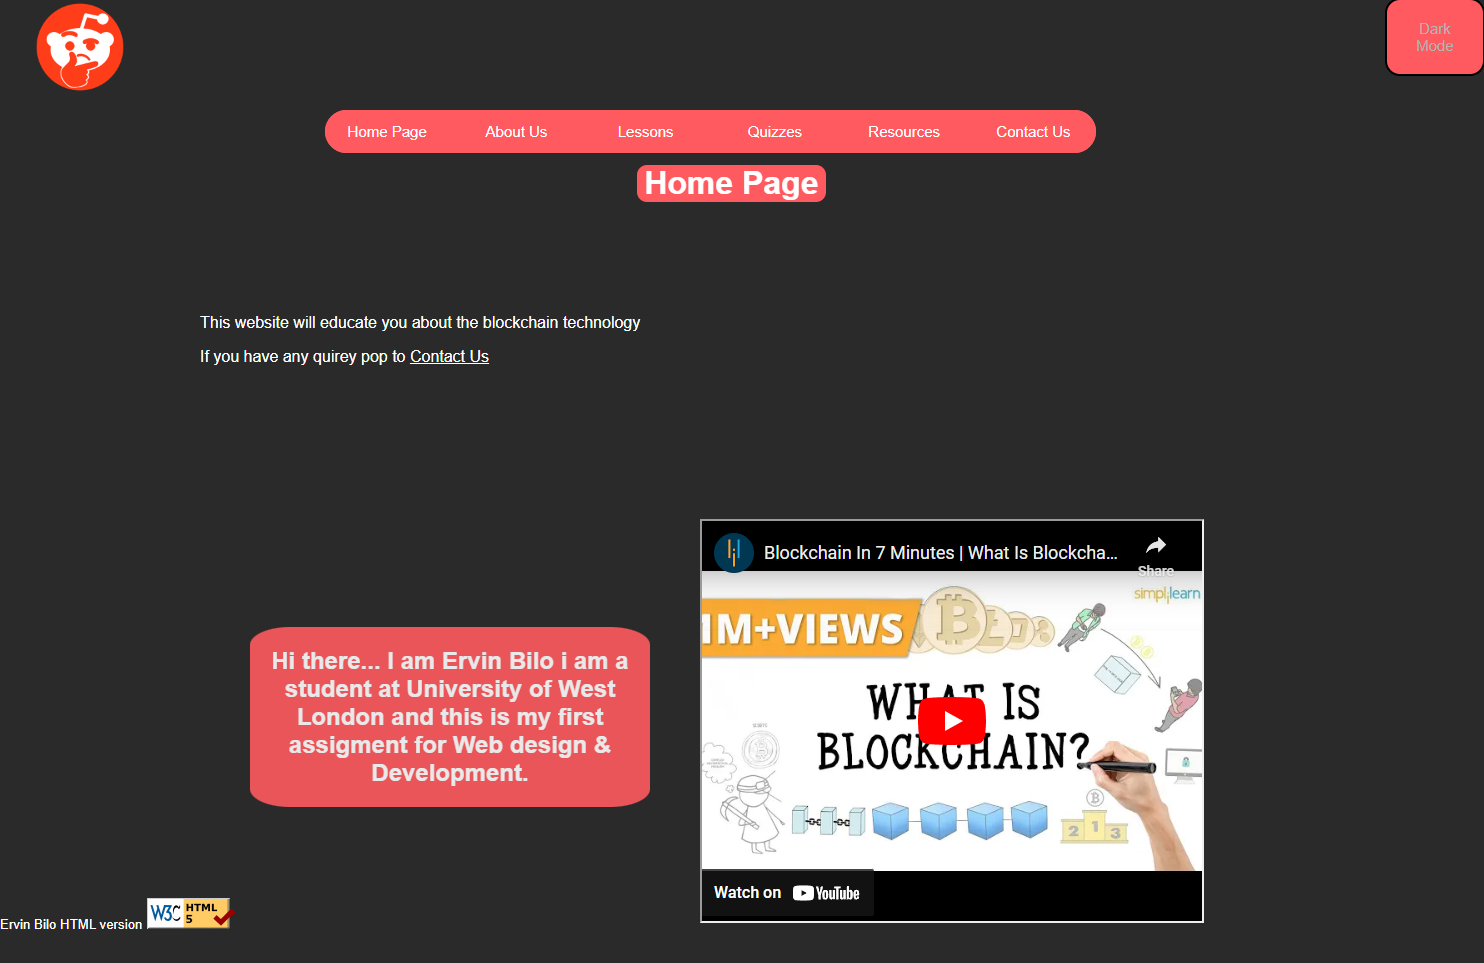 Dark
Mode
Home Page About Us Lessons Quizzes Resources Contact Us
Home Page
This website will educate you about the blockchain technology
If you have any quirey pop to Contact Us
Blockchain In 7 Minutes | What Is Blockcha...
Share
simplilearn
1M+VIEWS
WHAT IS
BLOCKCHAIN?
2 1 3
Watch on YouTube
Hi there... I am Ervin Bilo i am a
student at University of West
London and this is my first
assigment for Web design &
Development.
Ervin Bilo HTML version W3C HTML
5